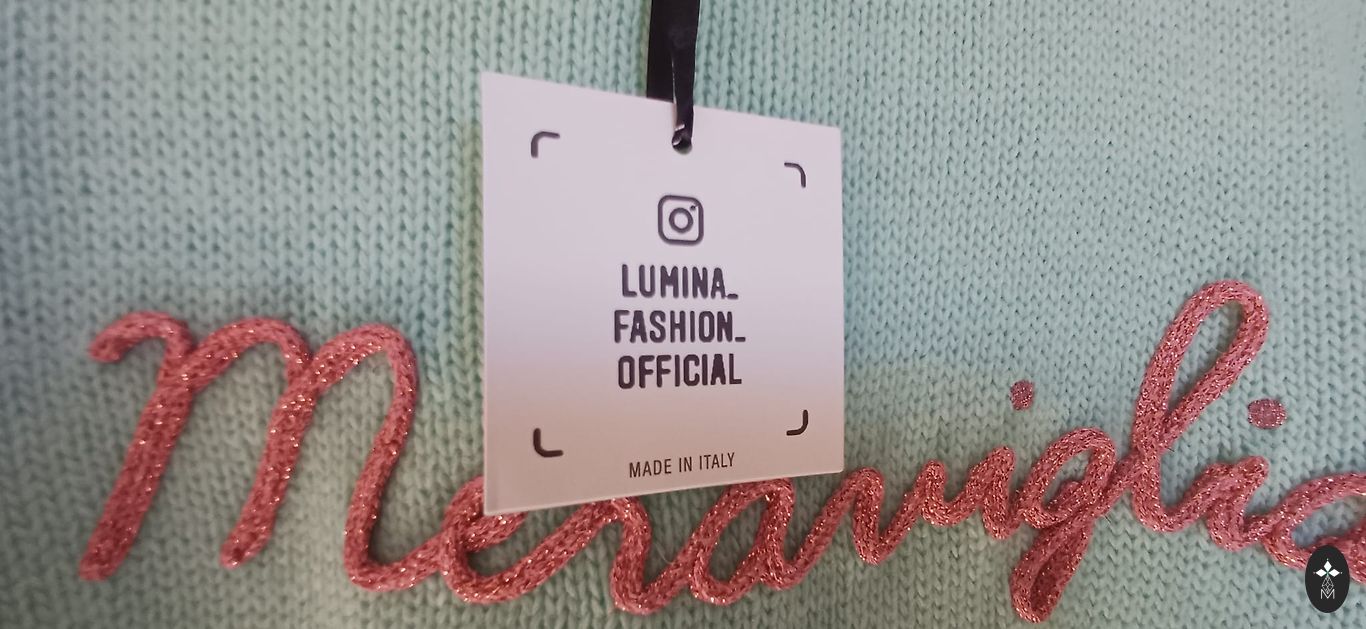 LUMINA_
FASHION_
OFFICIAL
MADE IN ITALY
Meraviglia
M